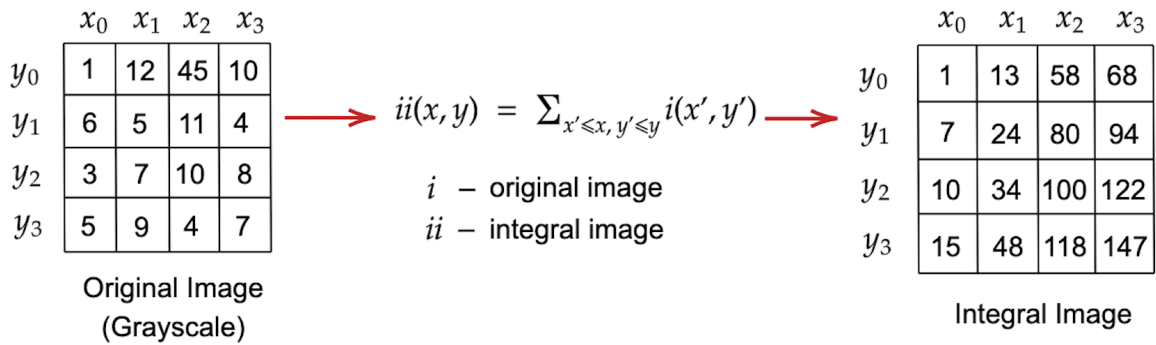 x₀ x₁ x₂ x₃
y₀ 1 12 45 10
y₁ 6 5 11 4
y₂ 3 7 10 8
y₃ 5 9 4 7
Original Image
(Grayscale)
ii(x, y) = ∑x′⩽x, y′⩽y i(x′, y′)
i – original image
ii – integral image
x₀ x₁ x₂ x₃
y₀ 1 13 58 68
y₁ 7 24 80 94
y₂ 10 34 100 122
y₃ 15 48 118 147
Integral Image